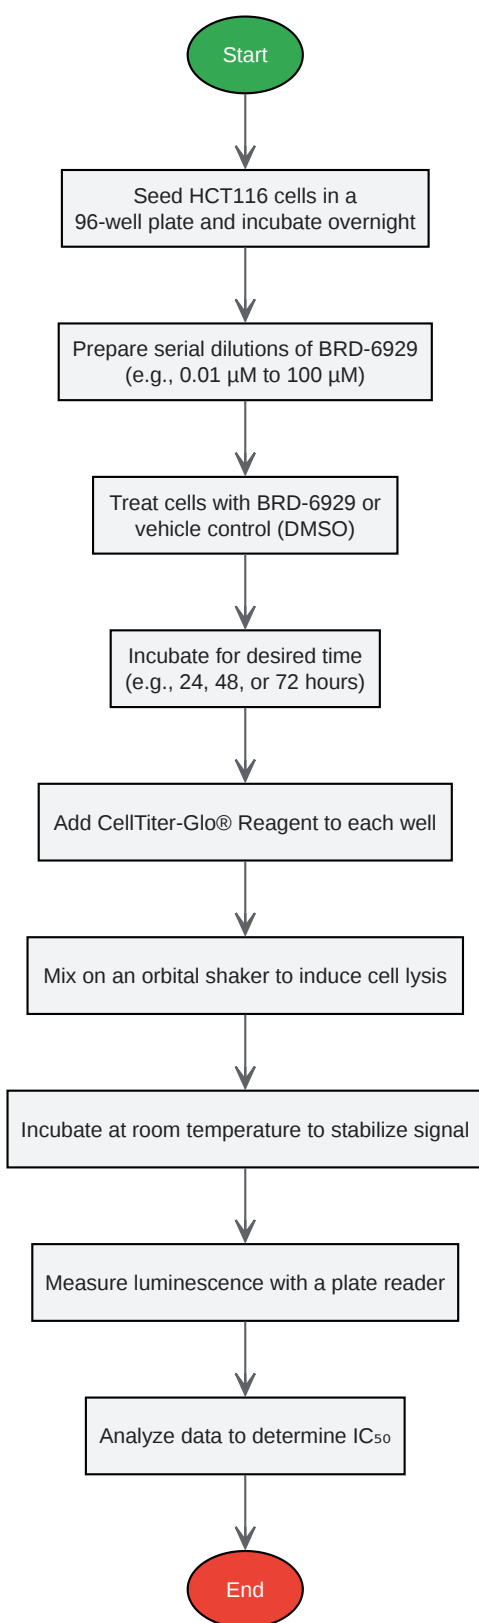 Start
Seed HCT116 cells in a
96-well plate and incubate overnight
Prepare serial dilutions of BRD-6929
(e.g., 0.01 µM to 100 µM)
Treat cells with BRD-6929 or
vehicle control (DMSO)
Incubate for desired time
(e.g., 24, 48, or 72 hours)
Add CellTiter-Glo® Reagent to each well
Mix on an orbital shaker to induce cell lysis
Incubate at room temperature to stabilize signal
Measure luminescence with a plate reader
Analyze data to determine IC₅₀
End